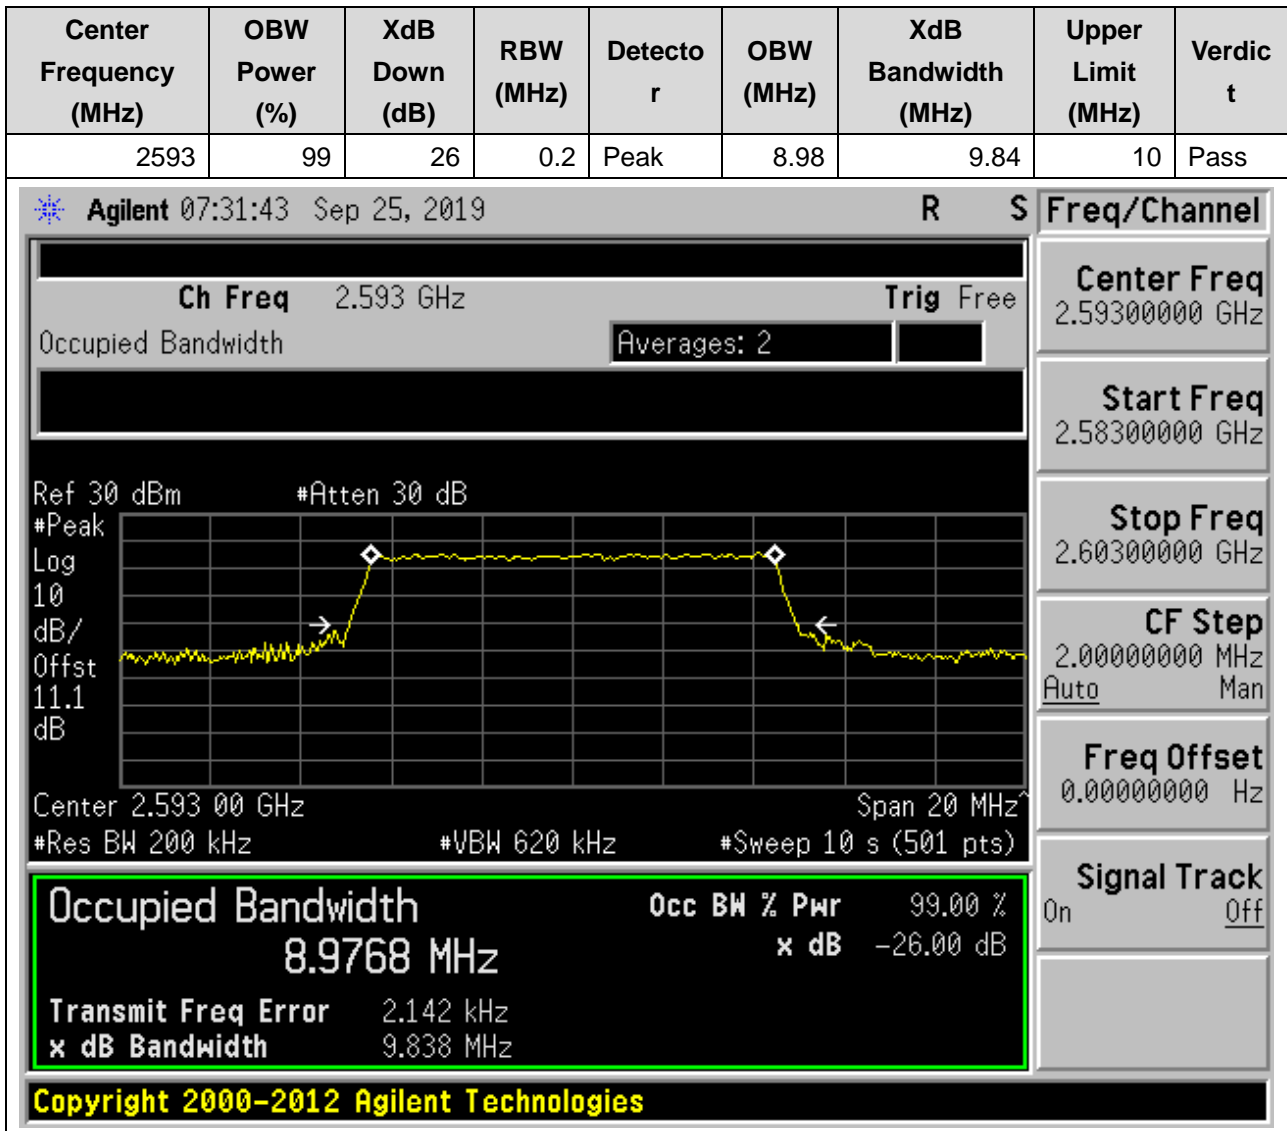 Center Frequency (MHz) OBW Power (%) XdB Down (dB) RBW (MHz) Detecto r OBW (MHz) XdB Bandwidth (MHz) Upper Limit (MHz) Verdic t
2593 99 26 0.2 Peak 8.98 9.84 10 Pass
Agilent 07:31:43 Sep 25, 2019 R S Freq/Channel
Ch Freq 2.593 GHz Trig Free
Occupied Bandwidth Averages: 2
Center Freq
2.59300000 GHz
Start Freq
2.58300000 GHz
Stop Freq
2.60300000 GHz
CF Step
2.00000000 MHz
Auto Man
Freq Offset
0.00000000 Hz
Signal Track
On Off
Ref 30 dBm #Atten 30 dB
#Peak
Log
10
dB/
Offst
11.1
dB
Center 2.593 00 GHz Span 20 MHz^
#Res BW 200 kHz #VBW 620 kHz #Sweep 10 s (501 pts)
Occupied Bandwidth Occ BW % Pwr 99.00 %
8.9768 MHz x dB -26.00 dB
Transmit Freq Error 2.142 kHz
x dB Bandwidth 9.838 MHz
Copyright 2000-2012 Agilent Technologies